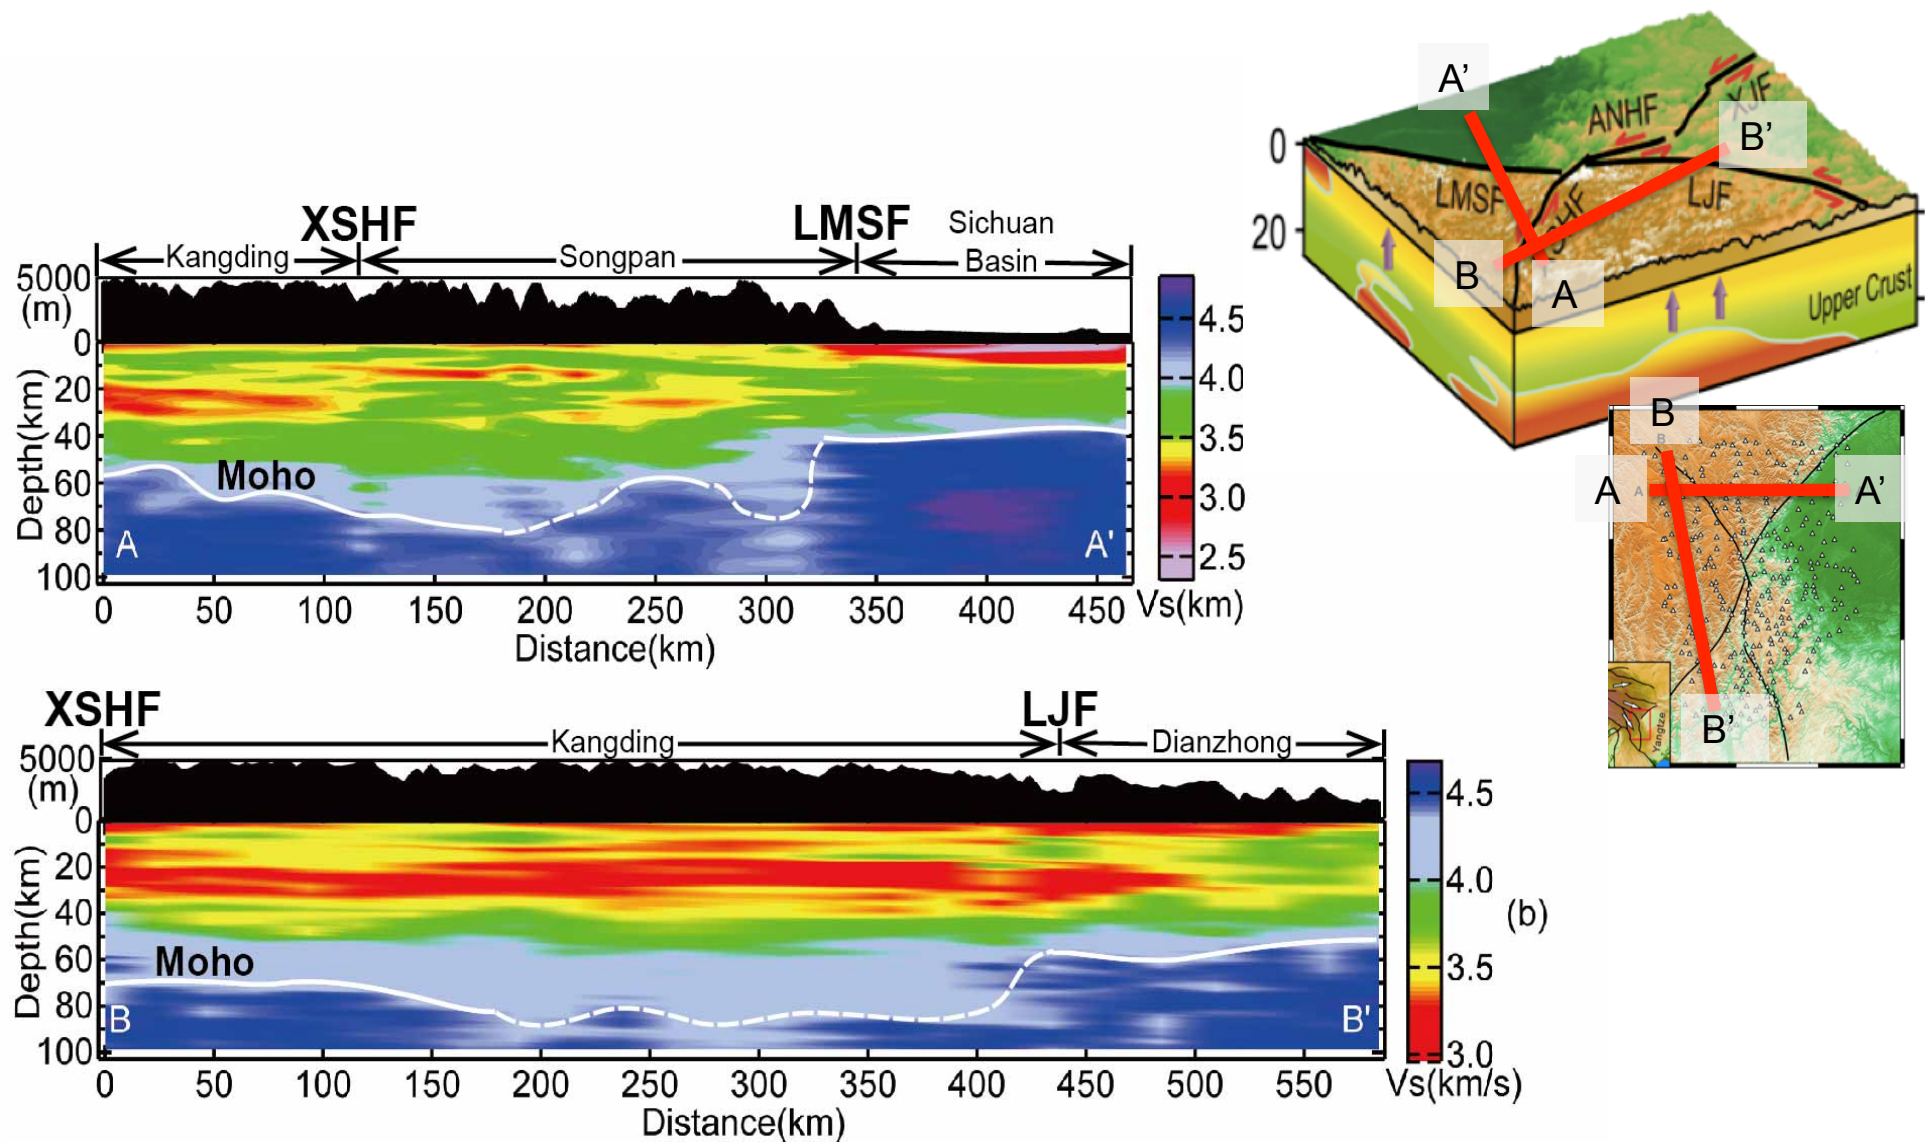 XSHF
LMSF
Kangding
Songpan
Sichuan
Basin
5000
(m)
0
20
40
60
80
100
Depth(km)
Moho
A
A'
0
50
100
150
200
250
300
350
400
450
Distance(km)
4.5
4.0
3.5
3.0
2.5
Vs(km)
XSHF
LJF
Kangding
Dianzhong
5000
(m)
0
20
40
60
80
100
Depth(km)
Moho
B
B'
0
50
100
150
200
250
300
350
400
450
500
550
Distance(km)
4.5
4.0
3.5
3.0
Vs(km/s)
(b)
A’
B’
ANHF
XJF
LMSF
LJF
0
20
B
A
Upper Crust
B
B
A
A
A’
B’
Yangtze